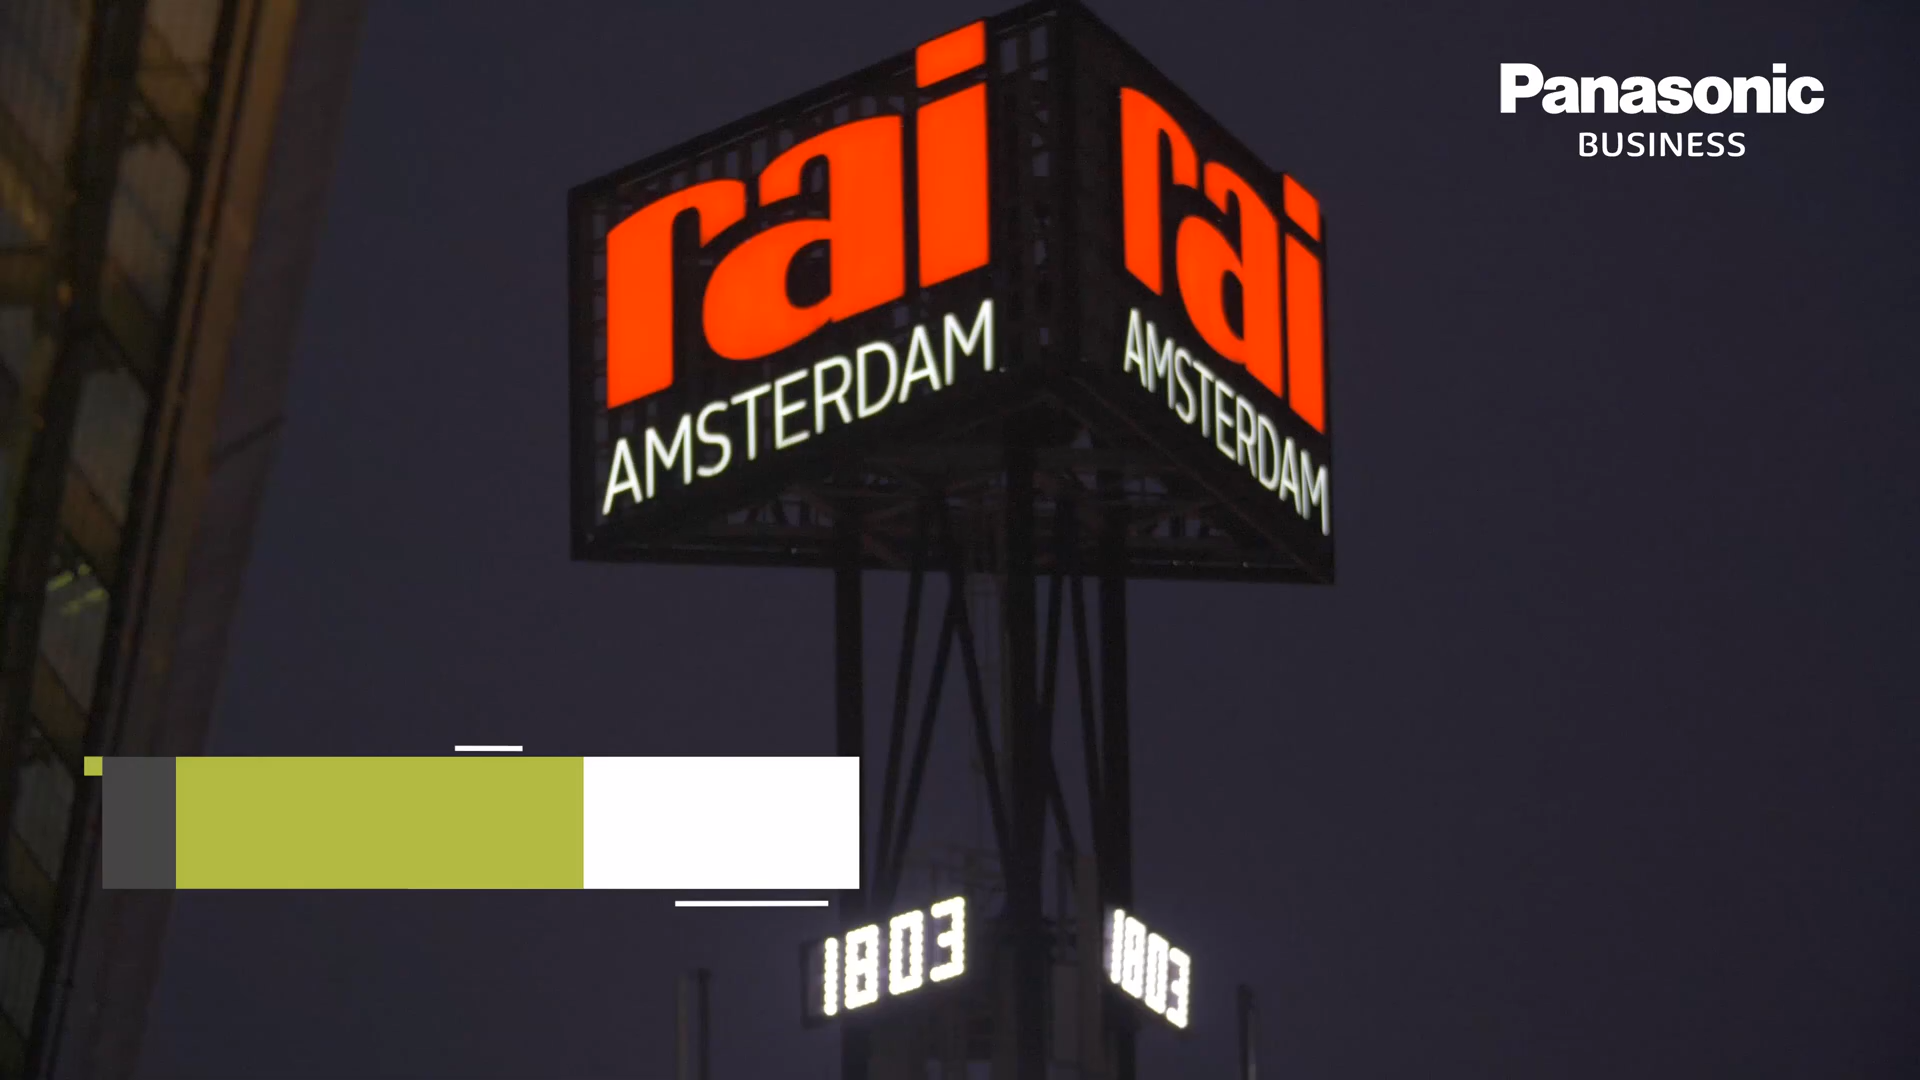 Panasonic
BUSINESS
rai
AMSTERDAM
rai
AMSTERDAM
1803
1803